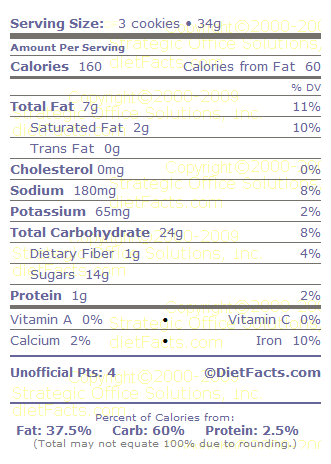 Serving Size: 3 cookies • 34g
Amount Per Serving
Calories 160 Calories from Fat 60
% DV
Total Fat 7g 11%
Saturated Fat 2g 10%
Trans Fat 0g
Cholesterol 0mg 0%
Sodium 180mg 8%
Potassium 65mg 2%
Total Carbohydrate 24g 8%
Dietary Fiber 1g 4%
Sugars 14g
Protein 1g 2%
Vitamin A 0% • Vitamin C 0%
Calcium 2% • Iron 10%
Unofficial Pts: 4 ©DietFacts.com
Percent of Calories from:
Fat: 37.5% Carb: 60% Protein: 2.5%
(Total may not equate 100% due to rounding.)